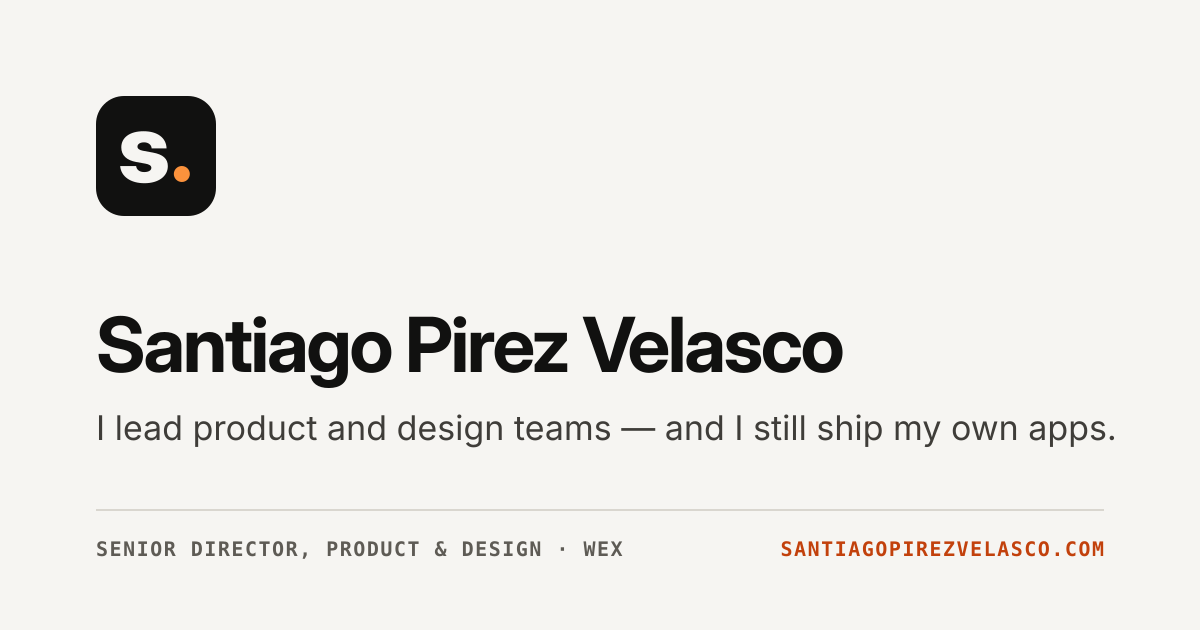 s.
Santiago Pirez Velasco
I lead product and design teams — and I still ship my own apps.
SENIOR DIRECTOR, PRODUCT & DESIGN · WEX
SANTIAGOPIREZVELASCO.COM